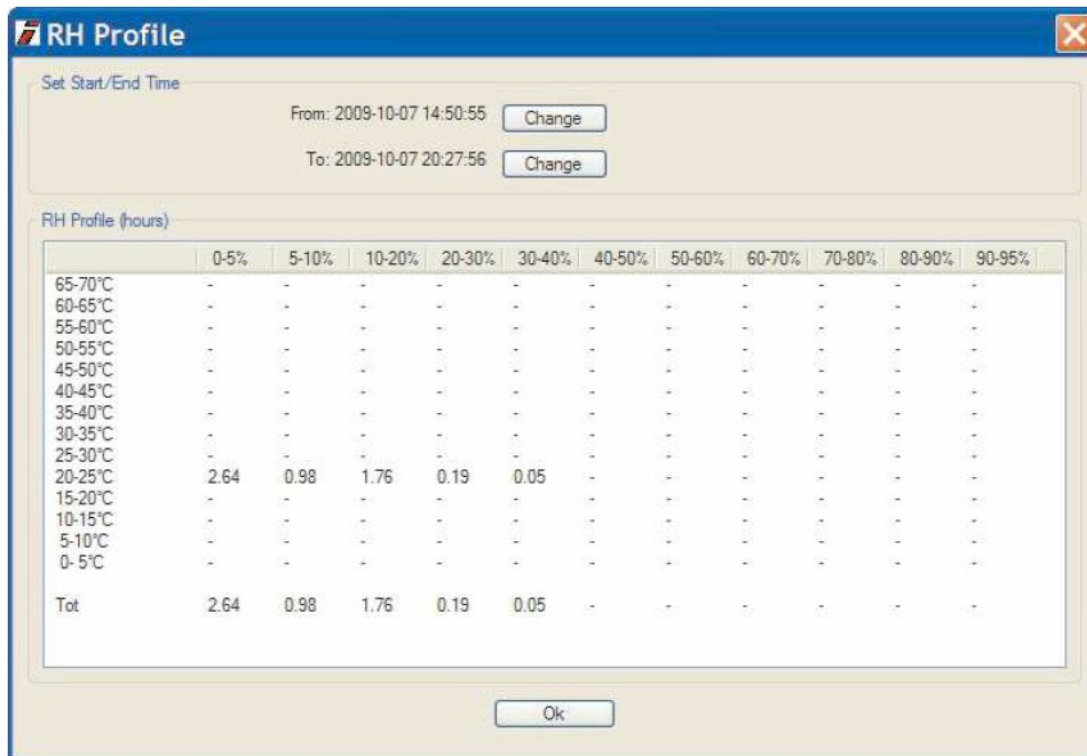 RH Profile
Set Start/End Time
From: 2009-10-07 14:50:55 Change
To: 2009-10-07 20:27:56 Change
RH Profile (hours)
0-5% 5-10% 10-20% 20-30% 30-40% 40-50% 50-60% 60-70% 70-80% 80-90% 90-95%
65-70°C - - - - - - - - - - -
60-65°C - - - - - - - - - - -
55-60°C - - - - - - - - - - -
50-55°C - - - - - - - - - - -
45-50°C - - - - - - - - - - -
40-45°C - - - - - - - - - - -
35-40°C - - - - - - - - - - -
30-35°C - - - - - - - - - - -
25-30°C - - - - - - - - - - -
20-25°C 2.64 0.98 1.76 0.19 0.05 - - - - - -
15-20°C - - - - - - - - - - -
10-15°C - - - - - - - - - - -
5-10°C - - - - - - - - - - -
0- 5°C - - - - - - - - - - -
Tot 2.64 0.98 1.76 0.19 0.05 - - - - - -
Ok